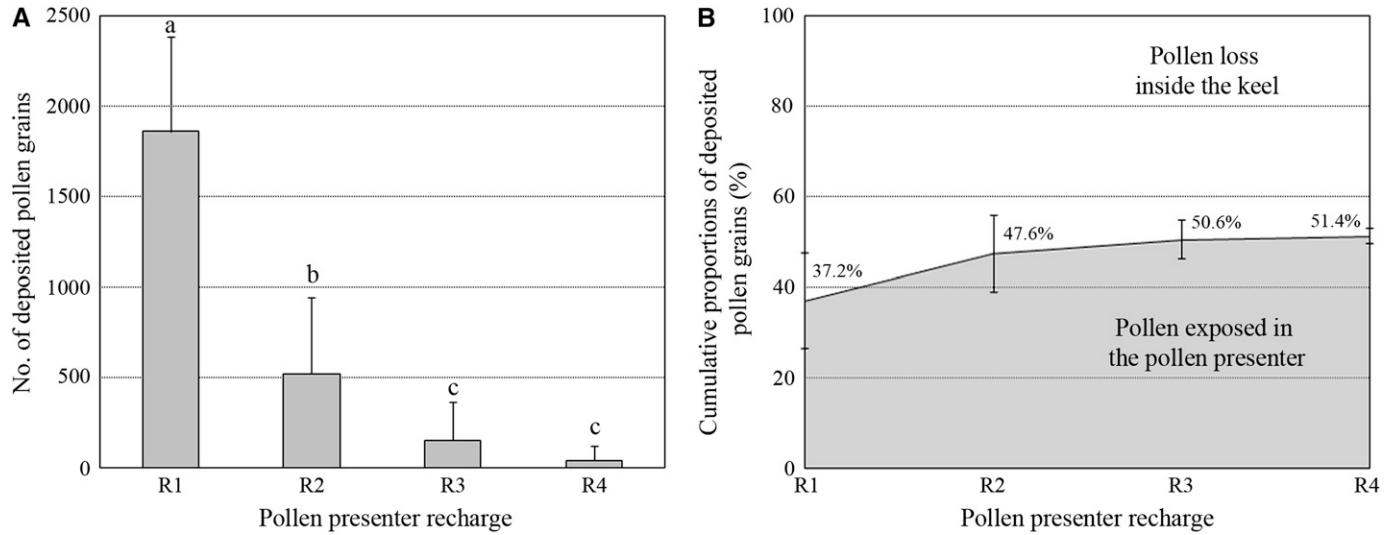 A
No. of deposited pollen grains
2500
2000
1500
1000
500
0
a
b
c
c
R1 R2 R3 R4
Pollen presenter recharge
B
Cumulative proportions of deposited
pollen grains (%)
100
80
60
40
20
0
Pollen loss
inside the keel
37.2%
47.6%
50.6%
51.4%
Pollen exposed in
the pollen presenter
R1 R2 R3 R4
Pollen presenter recharge